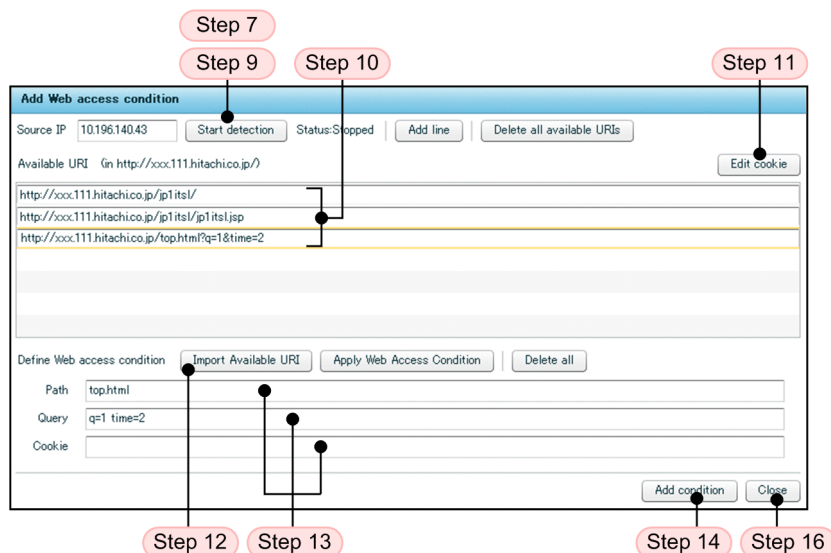 Step 7
Step 9
Step 10
Step 11
Add Web access condition
Source IP 10.196.140.43 Start detection Status:Stopped Add line Delete all available URIs
Available URI (in http://xxx.111.hitachi.co.jp/) Edit cookie
http://xxx.111.hitachi.co.jp/jp1itsl/
http://xxx.111.hitachi.co.jp/jp1itsl/jp1itsl.jsp
http://xxx.111.hitachi.co.jp/top.html?q=1&time=2
Define Web access condition Import Available URI Apply Web Access Condition Delete all
Path top.html
Query q=1 time=2
Cookie
Add condition Close
Step 12 Step 13 Step 14 Step 16